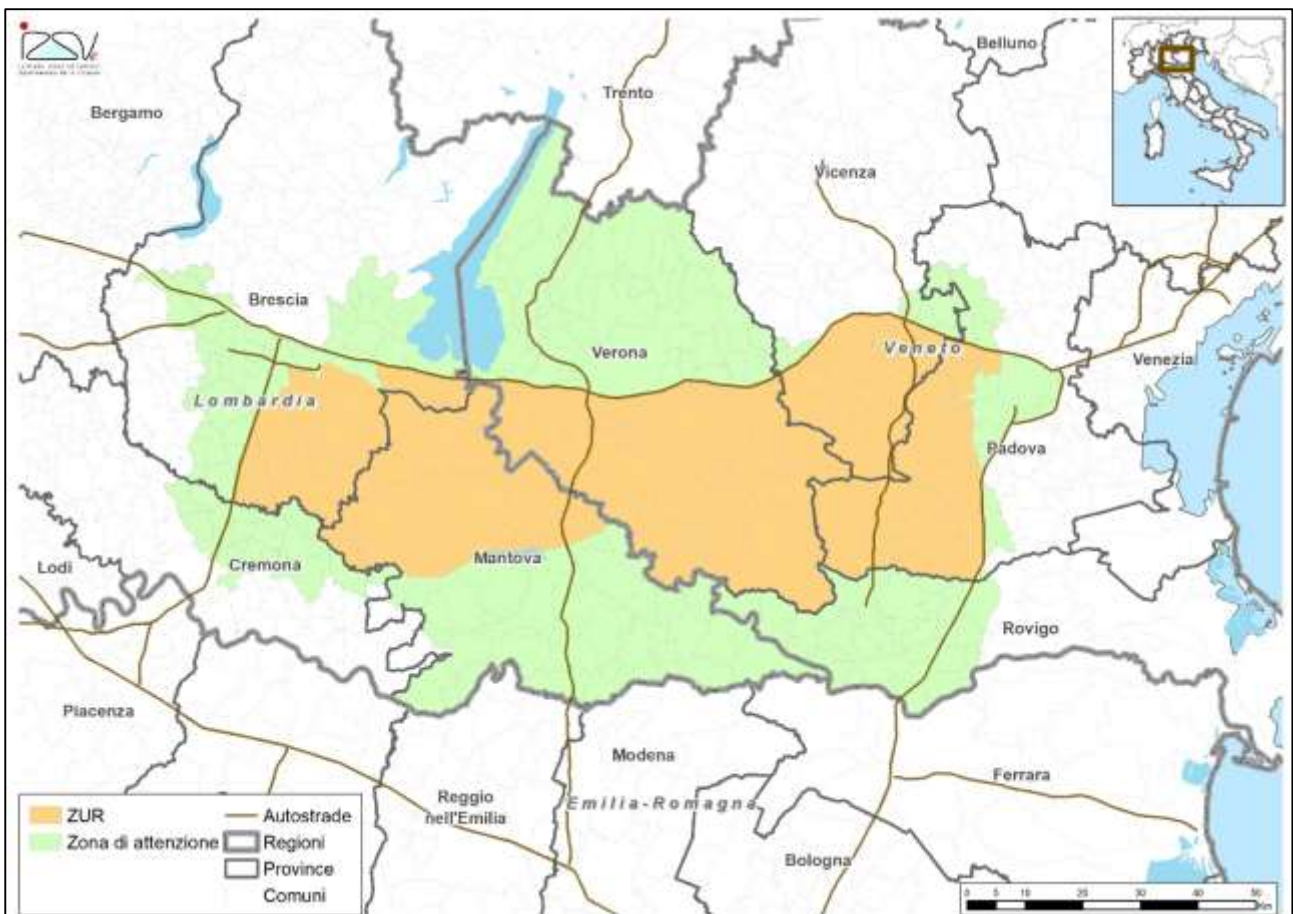 Belluno
Trento
Bergamo
Vicenza
Brescia
Verona
Veneto
Venezia
Lombardia
Padova
Mantova
Cremona
Lodi
Rovigo
Piacenza
Modena
Ferrara
Reggio
nell'Emilia
Emilia-Romagna
Bologna
ZUR
Zona di attenzione
Autostrade
Regioni
Province
Comuni
0 5 10 20 30 40 50
Km